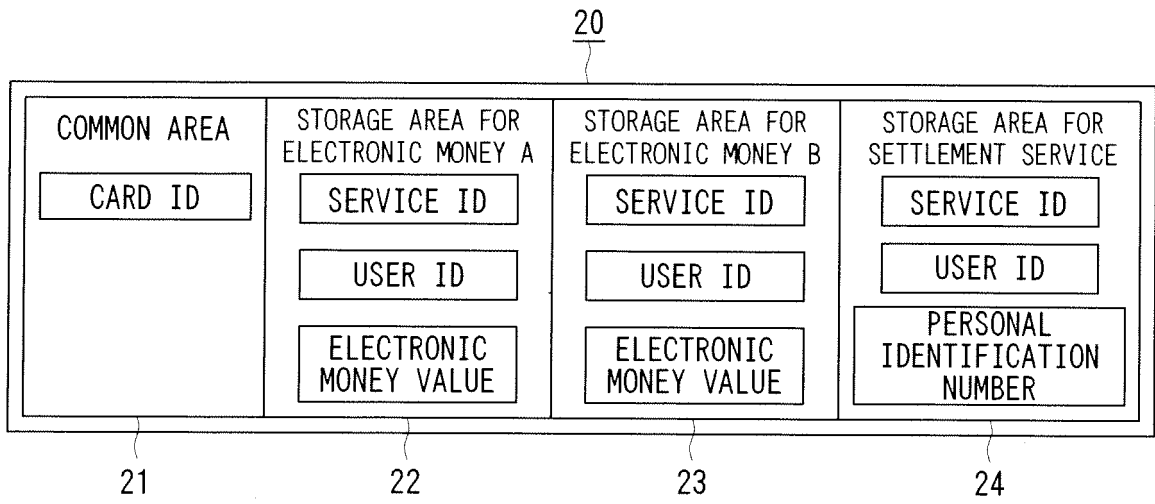 20
COMMON AREA
CARD ID
STORAGE AREA FOR
ELECTRONIC MONEY A
SERVICE ID
USER ID
ELECTRONIC
MONEY VALUE
STORAGE AREA FOR
ELECTRONIC MONEY B
SERVICE ID
USER ID
ELECTRONIC
MONEY VALUE
STORAGE AREA FOR
SETTLEMENT SERVICE
SERVICE ID
USER ID
PERSONAL
IDENTIFICATION
NUMBER
21
22
23
24